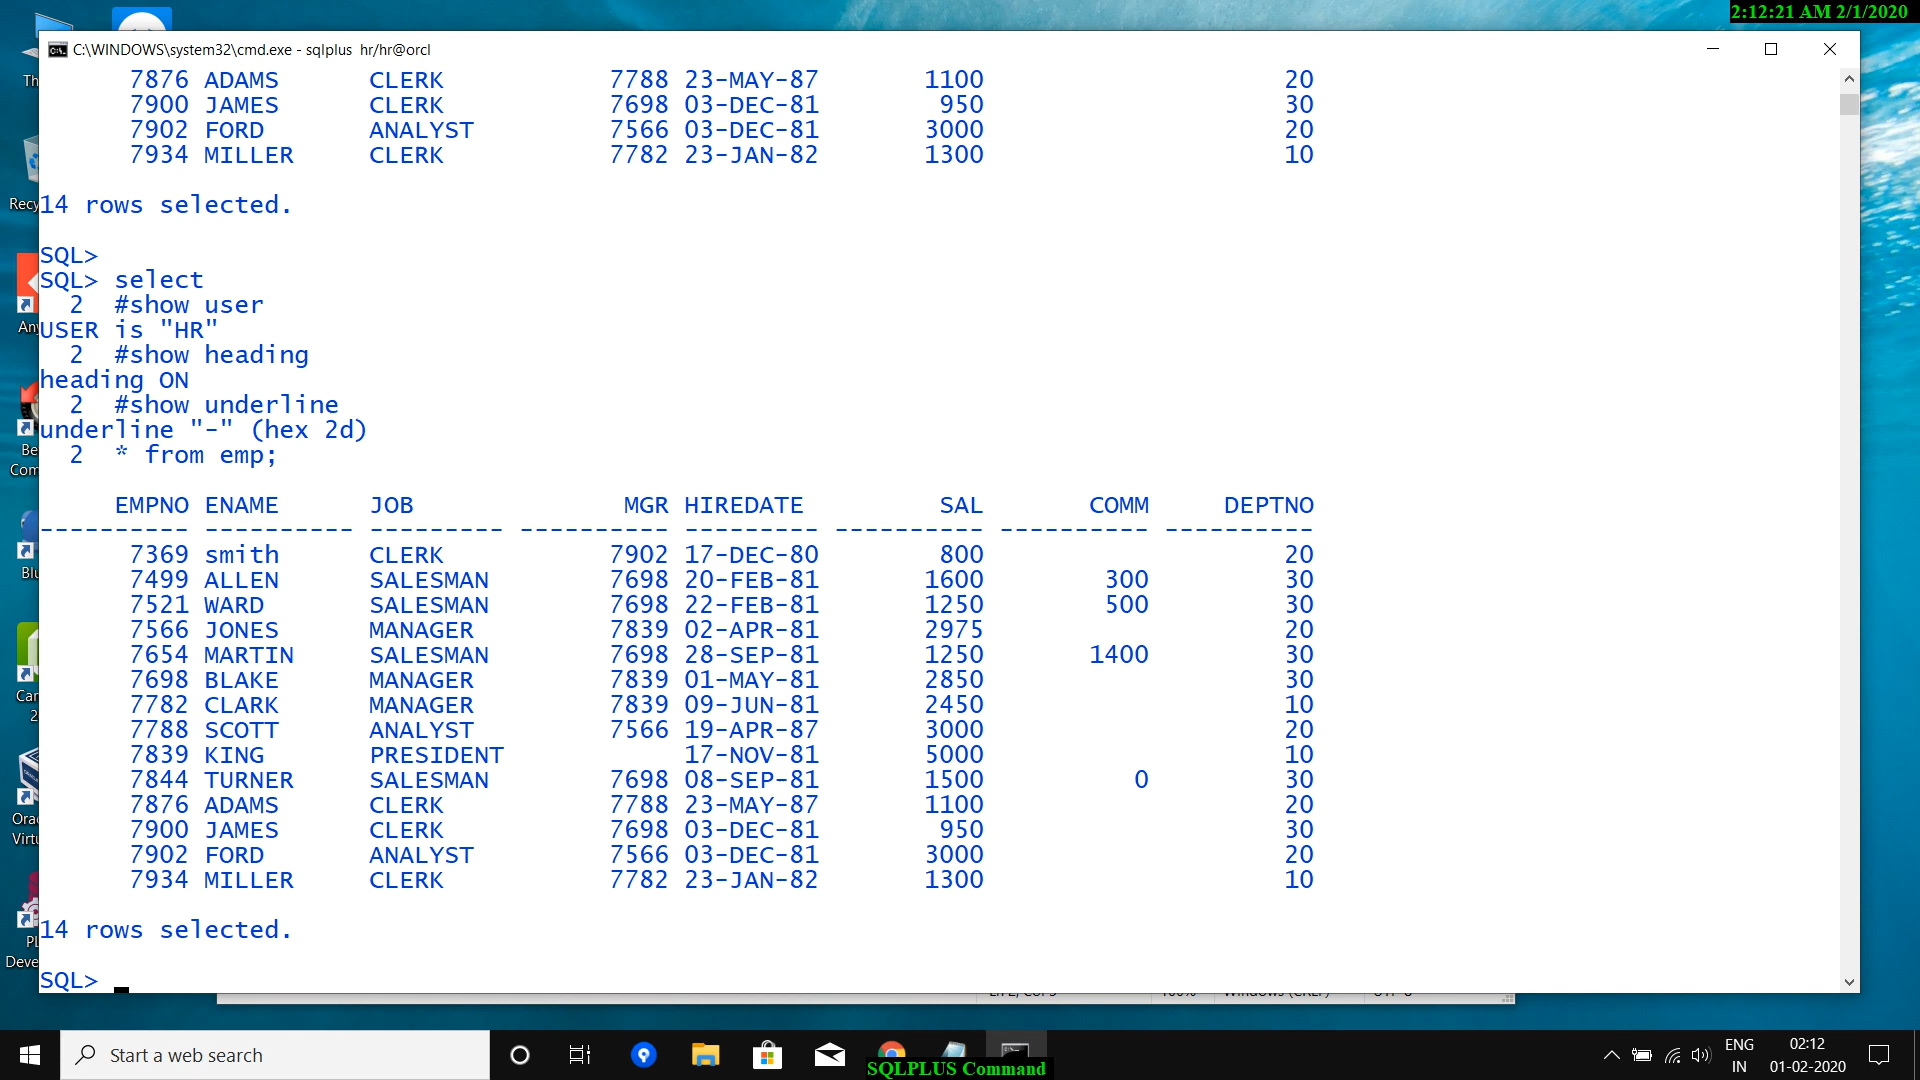 2:12:21 AM 2/1/2020
C:\WINDOWS\system32\cmd.exe - sqlplus  hr/hr@orcl
7876 ADAMS      CLERK           7788 23-MAY-87       1100                    20
7900 JAMES      CLERK           7698 03-DEC-81        950                    30
7902 FORD       ANALYST         7566 03-DEC-81       3000                    20
7934 MILLER     CLERK           7782 23-JAN-82       1300                    10
14 rows selected.
SQL>
SQL> select
  2  #show user
USER is "HR"
  2  #show heading
heading ON
  2  #show underline
underline "-" (hex 2d)
  2  * from emp;
     EMPNO ENAME      JOB              MGR HIREDATE         SAL       COMM     DEPTNO
---------- ---------- --------- ---------- --------- ---------- ---------- ----------
      7369 smith      CLERK           7902 17-DEC-80        800                    20
      7499 ALLEN      SALESMAN        7698 20-FEB-81       1600        300         30
      7521 WARD       SALESMAN        7698 22-FEB-81       1250        500         30
      7566 JONES      MANAGER         7839 02-APR-81       2975                    20
      7654 MARTIN     SALESMAN        7698 28-SEP-81       1250       1400         30
      7698 BLAKE      MANAGER         7839 01-MAY-81       2850                    30
      7782 CLARK      MANAGER         7839 09-JUN-81       2450                    10
      7788 SCOTT      ANALYST         7566 19-APR-87       3000                    20
      7839 KING       PRESIDENT            17-NOV-81       5000                    10
      7844 TURNER     SALESMAN        7698 08-SEP-81       1500          0         30
      7876 ADAMS      CLERK           7788 23-MAY-87       1100                    20
      7900 JAMES      CLERK           7698 03-DEC-81        950                    30
      7902 FORD       ANALYST         7566 03-DEC-81       3000                    20
      7934 MILLER     CLERK           7782 23-JAN-82       1300                    10
14 rows selected.
SQL>
Th
Recy
Any
Be
Com
Blu
Car
2
Orac
Virtu
PL
Deve
Start a web search
SQLPLUS Command
ENG
IN
02:12
01-02-2020